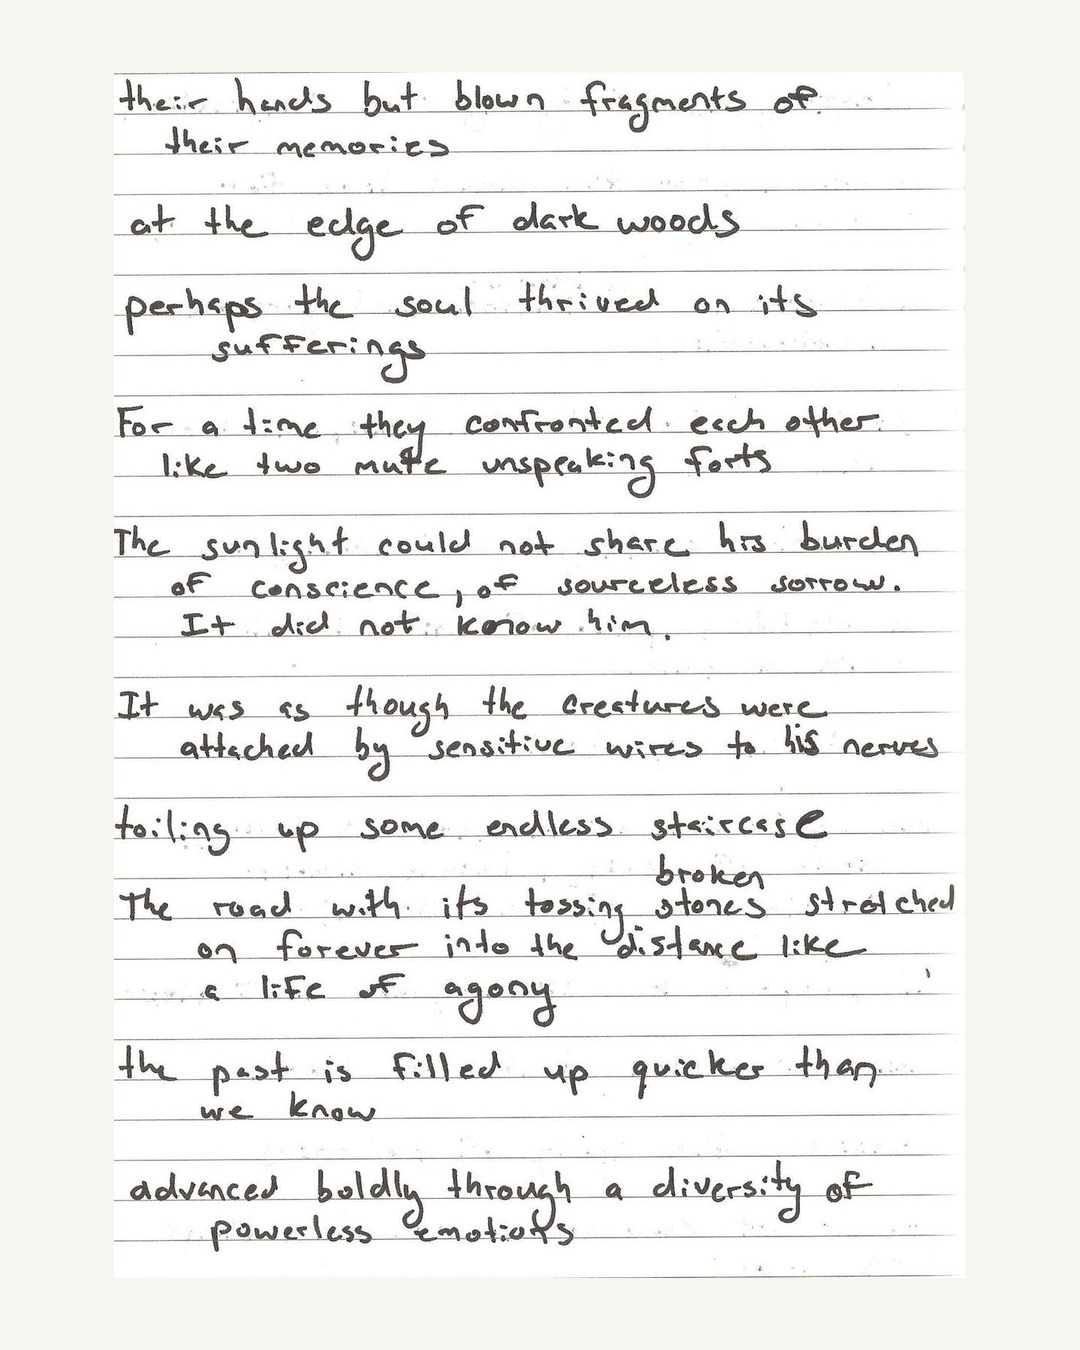 their hands but blown fragments of
their memories
at the edge of dark woods
perhaps the soul thrived on its
sufferings
For a time they confronted each other
like two mute unspeaking forts
The sunlight could not share his burden
of conscience, of sourceless sorrow.
It did not know him.
It was as though the creatures were
attached by sensitive wires to his nerves
toiling up some endless staircase
broken
The road with its tossing stones stretched
on forever into the distance like
a life of agony
the past is filled up quicker than
we know
advanced boldly through a diversity of
powerless emotions